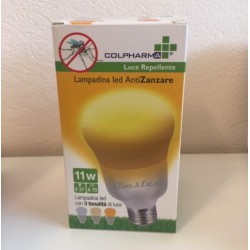 COLPHARMA
Luce Repellente
Lampadina led AntiZanzare
11w
Lampadina led
con 3 tonalità di luce